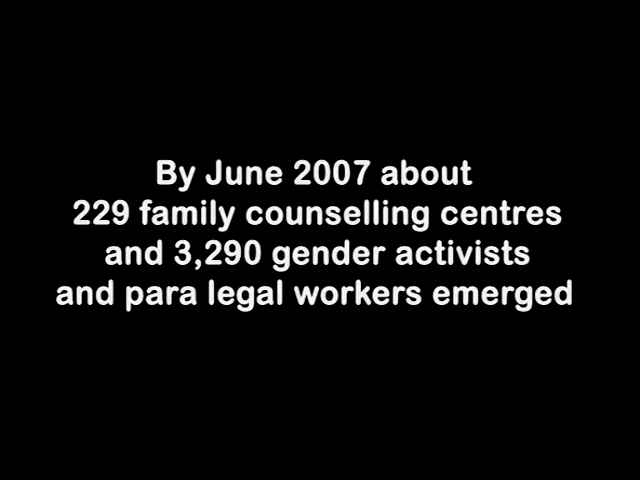 By June 2007 about
229 family counselling centres
and 3,290 gender activists
and para legal workers emerged